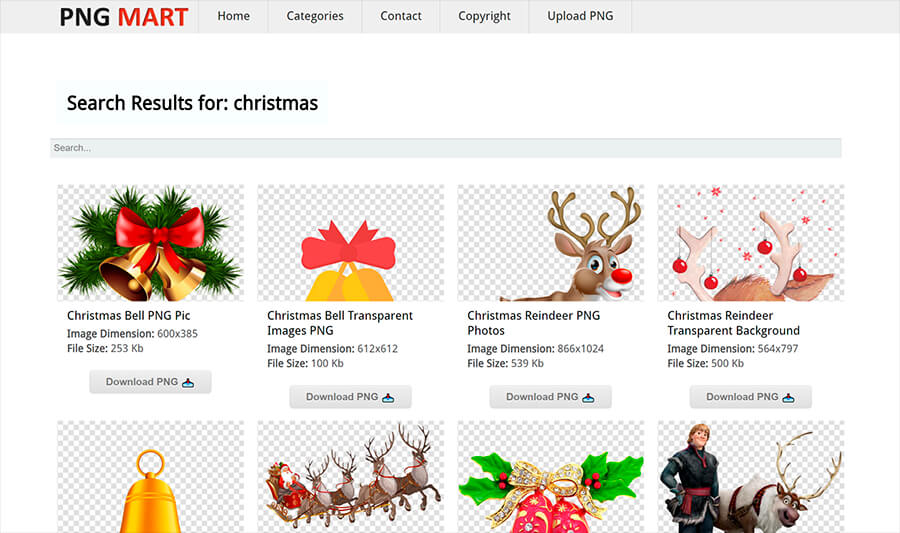 PNG MART Home Categories Contact Copyright Upload PNG
Search Results for: christmas
Search...
Christmas Bell PNG Pic
Image Dimension: 600x385
File Size: 253 Kb
Download PNG
Christmas Bell Transparent
Images PNG
Image Dimension: 612x612
File Size: 100 Kb
Download PNG
Christmas Reindeer PNG
Photos
Image Dimension: 866x1024
File Size: 539 Kb
Download PNG
Christmas Reindeer
Transparent Background
Image Dimension: 564x797
File Size: 500 Kb
Download PNG